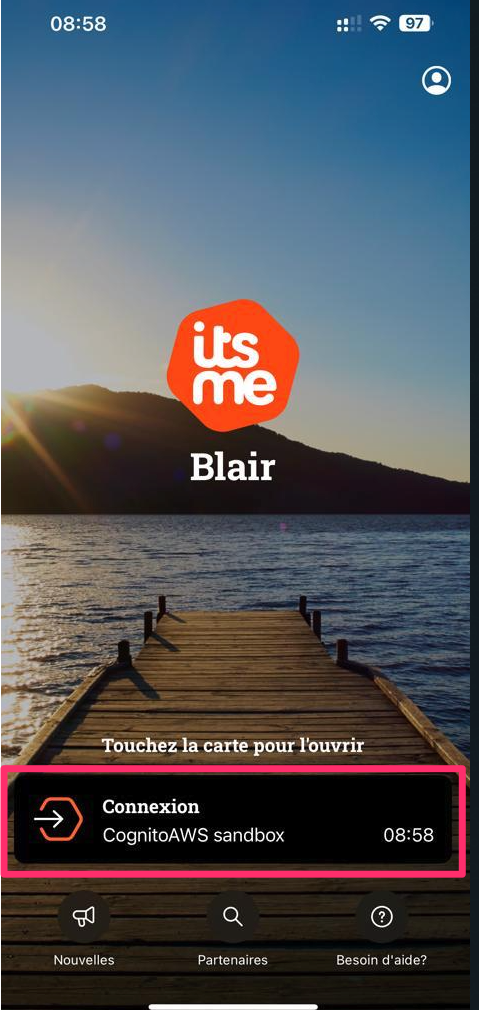 08:58
97
its
me
Blair
Touchez la carte pour l'ouvrir
Connexion
CognitoAWS sandbox
08:58
Nouvelles
Partenaires
Besoin d'aide?